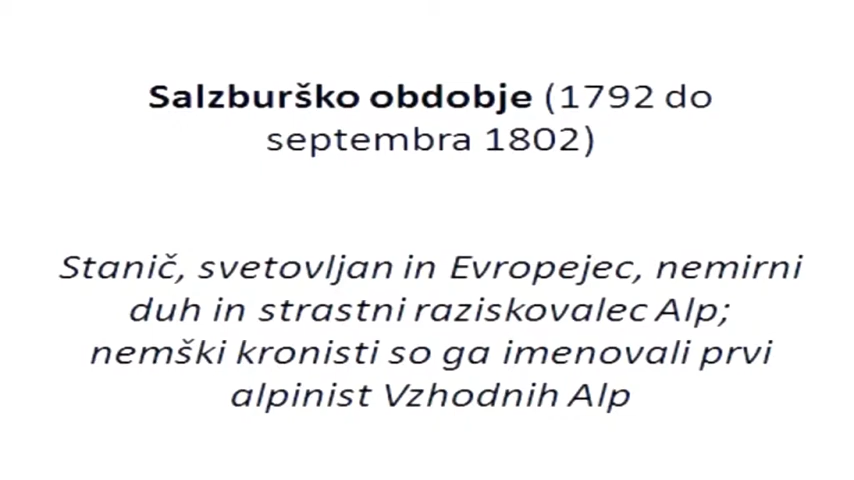 Salzburško obdobje (1792 do
septembra 1802)
Stanič, svetovljan in Evropejec, nemirni
duh in strastni raziskovalec Alp;
nemški kronisti so ga imenovali prvi
alpinist Vzhodnih Alp